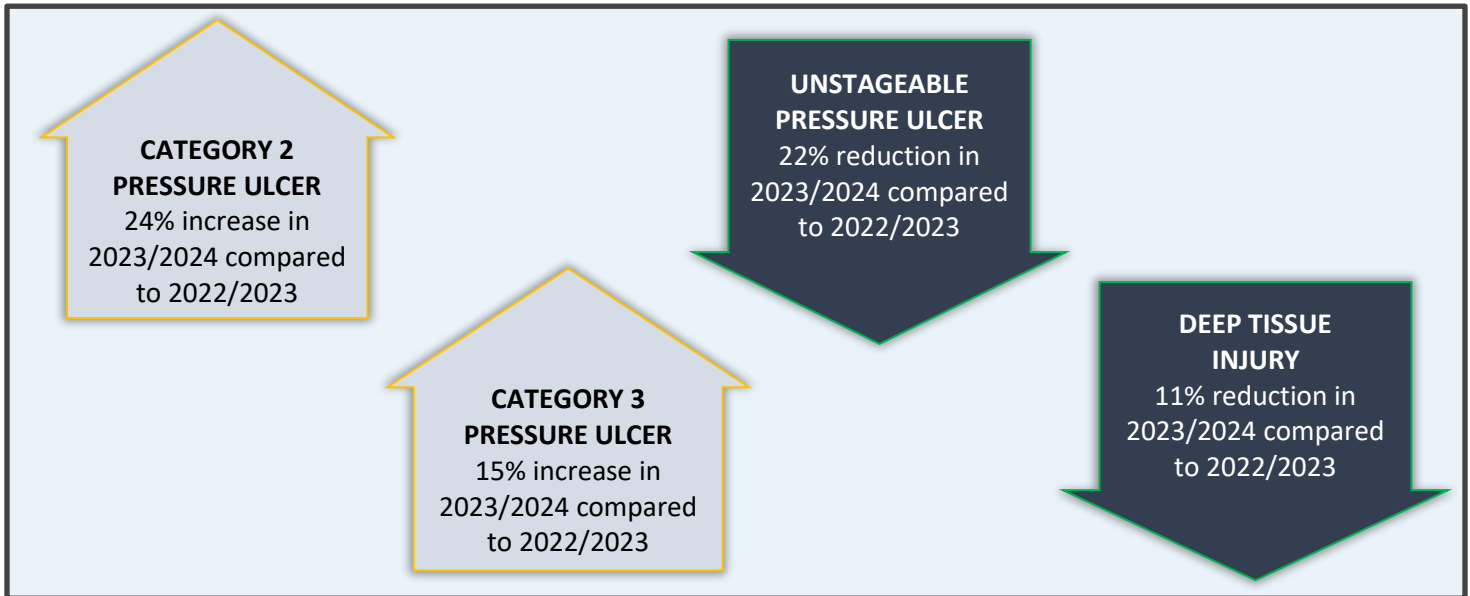 CATEGORY 2
PRESSURE ULCER
24% increase in
2023/2024 compared
to 2022/2023
CATEGORY 3
PRESSURE ULCER
15% increase in
2023/2024 compared
to 2022/2023
UNSTAGEABLE
PRESSURE ULCER
22% reduction in
2023/2024 compared
to 2022/2023
DEEP TISSUE
INJURY
11% reduction in
2023/2024 compared
to 2022/2023